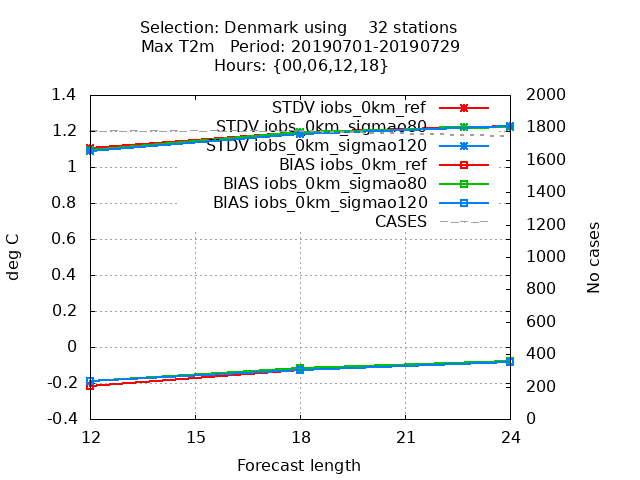 Selection: Denmark using 32 stations
Max T2m Period: 20190701-20190729
Hours: {00,06,12,18}
STDV iobs_0km_ref
STDV iobs_0km_sigmao80
STDV iobs_0km_sigmao120
BIAS iobs_0km_ref
BIAS iobs_0km_sigmao80
BIAS iobs_0km_sigmao120
CASES
1.4
1.2
1
0.8
0.6
0.4
0.2
0
-0.2
-0.4
deg C
2000
1800
1600
1400
1200
1000
800
600
400
200
0
No cases
12 15 18 21 24
Forecast length